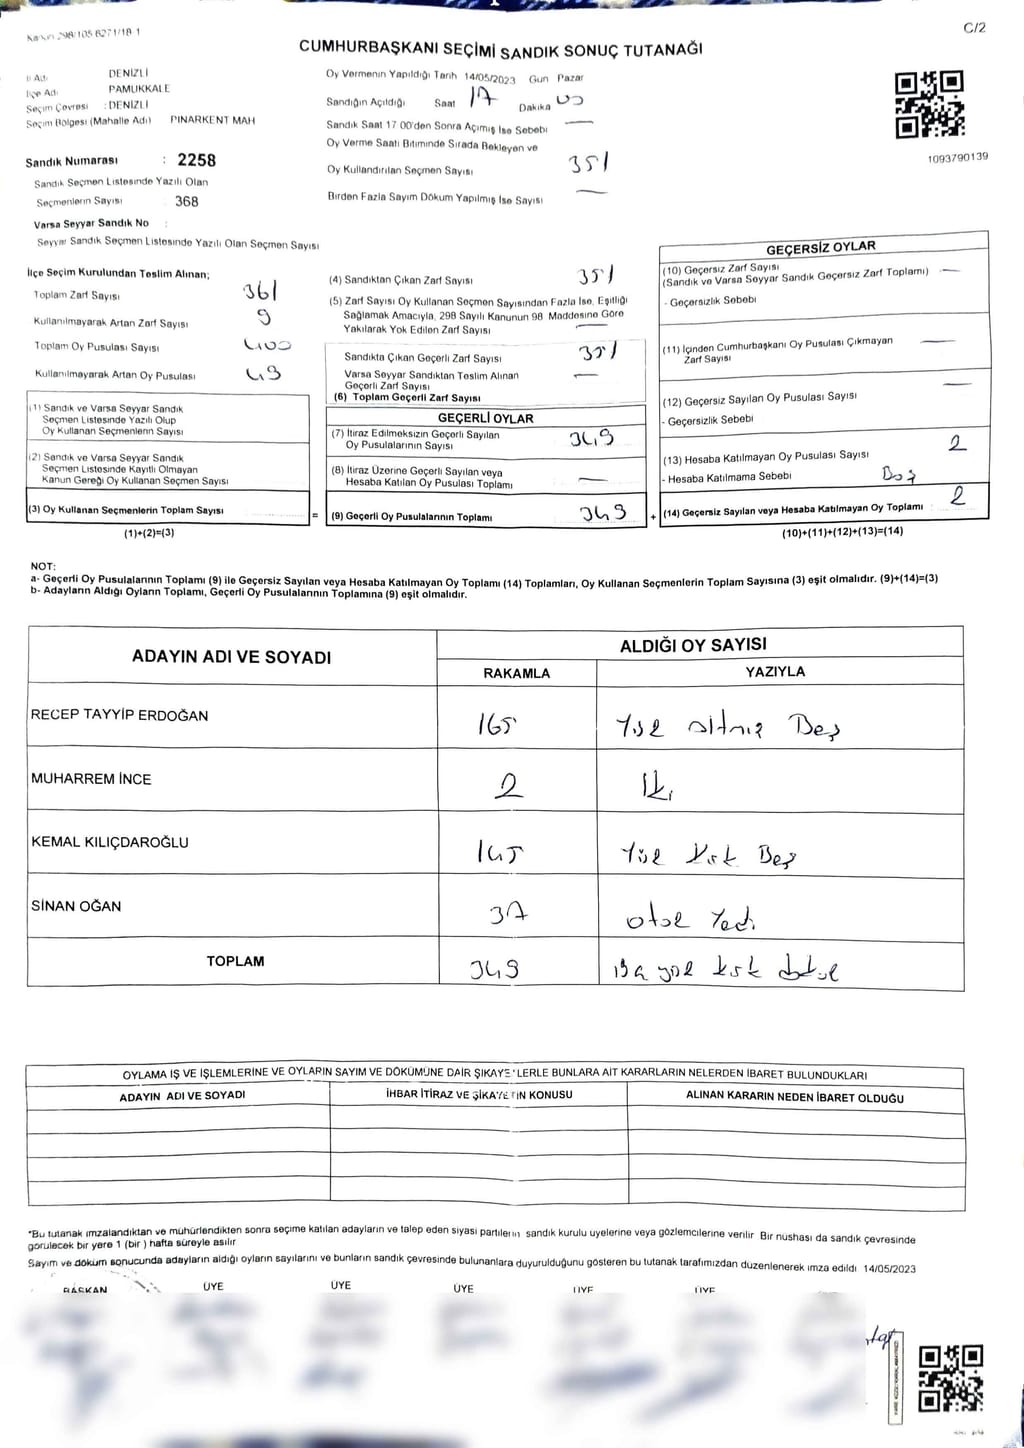 C/2
CUMHURBAŞKANI SEÇİMİ SANDIK SONUÇ TUTANAĞI
İl Adı : DENİZLİ
İlçe Adı : PAMUKKALE
Seçim Çevresi : DENİZLİ
Seçim Bölgesi (Mahalle Adı) PINARKENT MAH
Sandık Numarası : 2258
Sandık Seçmen Listesinde Yazılı Olan
Seçmenlerin Sayısı 368
Varsa Seyyar Sandık No :
Seyyar Sandık Seçmen Listesinde Yazılı Olan Seçmen Sayısı
Oy Vermenin Yapıldığı Tarih 14/05/2023 Gün Pazar
Sandığın Açıldığı Saat 17 Dakika 00
Sandık Saat 17 00'den Sonra Açımış İse Sebebi —
Oy Verme Saati Bitiminde Sırada Bekleyen ve
Oy Kullandırılan Seçmen Sayısı 351
Birden Fazla Sayım Döküm Yapılmış İse Sayısı —
1093790139
İlçe Seçim Kurulundan Teslim Alınan;
Toplam Zarf Sayısı 361
Kullanılmayarak Artan Zarf Sayısı 9
Toplam Oy Pusulası Sayısı 400
Kullanılmayarak Artan Oy Pusulası 49
(1) Sandık ve Varsa Seyyar Sandık
Seçmen Listesinde Yazılı Olup
Oy Kullanan Seçmenlerin Sayısı
(2) Sandık ve Varsa Seyyar Sandık
Seçmen Listesinde Kayıtlı Olmayan
Kanun Gereği Oy Kullanan Seçmen Sayısı
(3) Oy Kullanan Seçmenlerin Toplam Sayısı
(1)+(2)=(3)
(4) Sandıktan Çıkan Zarf Sayısı 351
(5) Zarf Sayısı Oy Kullanan Seçmen Sayısından Fazla İse, Eşitliği
Sağlamak Amacıyla, 298 Sayılı Kanunun 98 Maddesine Göre
Yakılarak Yok Edilen Zarf Sayısı —
Sandıkta Çıkan Geçerli Zarf Sayısı 351
Varsa Seyyar Sandıktan Teslim Alınan —
Geçerli Zarf Sayısı
(6) Toplam Geçerli Zarf Sayısı
GEÇERLİ OYLAR
(7) İtiraz Edilmeksizin Geçerli Sayılan
Oy Pusulalarının Sayısı 349
(8) İtiraz Üzerine Geçerli Sayılan veya
Hesaba Katılan Oy Pusulası Toplamı —
= (9) Geçerli Oy Pusulalarının Toplamı 349
GEÇERSİZ OYLAR
(10) Geçersiz Zarf Sayısı
(Sandık ve Varsa Seyyar Sandık Geçersiz Zarf Toplamı) —
- Geçersizlik Sebebi
(11) İçinden Cumhurbaşkanı Oy Pusulası Çıkmayan —
Zarf Sayısı
(12) Geçersiz Sayılan Oy Pusulası Sayısı —
- Geçersizlik Sebebi
(13) Hesaba Katılmayan Oy Pusulası Sayısı 2
- Hesaba Katılmama Sebebi Boş
+ (14) Geçersiz Sayılan veya Hesaba Katılmayan Oy Toplamı : 2
(10)+(11)+(12)+(13)=(14)
NOT:
a- Geçerli Oy Pusulalarının Toplamı (9) ile Geçersiz Sayılan veya Hesaba Katılmayan Oy Toplamı (14) Toplamları, Oy Kullanan Seçmenlerin Toplam Sayısına (3) eşit olmalıdır. (9)+(14)=(3)
b- Adayların Aldığı Oyların Toplamı, Geçerli Oy Pusulalarının Toplamına (9) eşit olmalıdır.
ADAYIN ADI VE SOYADI ALDIĞI OY SAYISI
RAKAMLA YAZIYLA
RECEP TAYYİP ERDOĞAN 165 Yüz altmış Beş
MUHARREM İNCE 2 İki
KEMAL KILIÇDAROĞLU 145 Yüz Kırk Beş
SİNAN OĞAN 37 otuz Yedi
TOPLAM 349 yüz kırk dokuz
OYLAMA İŞ VE İŞLEMLERİNE VE OYLARIN SAYIM VE DÖKÜMÜNE DAİR ŞİKAYETLERLE BUNLARA AİT KARARLARIN NELERDEN İBARET BULUNDUKLARI
ADAYIN ADI VE SOYADI İHBAR İTİRAZ VE ŞİKAYETİN KONUSU ALINAN KARARIN NEDEN İBARET OLDUĞU
*Bu tutanak imzalandıktan ve mühürlendikten sonra seçime katılan adayların ve talep eden siyasi partilerin sandık kurulu üyelerine veya gözlemcilerine verilir Bir nüshası da sandık çevresinde
görülecek bir yere 1 (bir ) hafta süreyle asılır
Sayım ve döküm sonucunda adayların aldığı oyların sayılarını ve bunların sandık çevresinde bulunanlara duyurulduğunu gösteren bu tutanak tarafımızdan düzenlenerek imza edildi 14/05/2023
BAŞKAN ÜYE ÜYE ÜYE ÜYE ÜYE